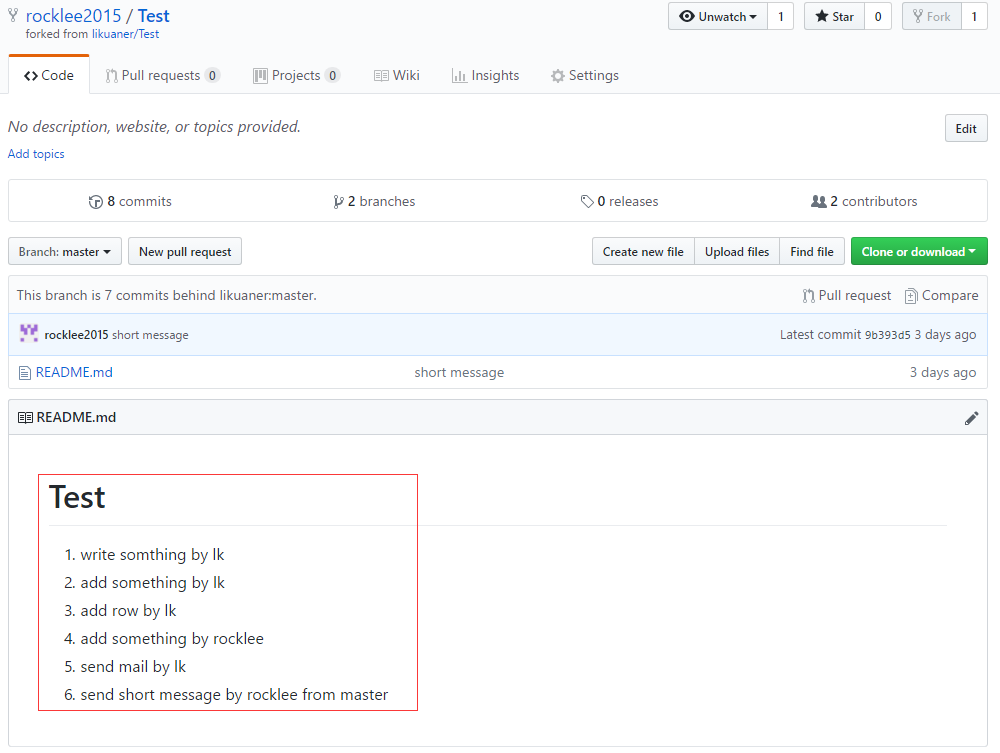 rocklee2015 / Test
Unwatch 1 Star 0 Fork 1
forked from likuaner/Test
Code Pull requests 0 Projects 0 Wiki Insights Settings
No description, website, or topics provided.
Edit
Add topics
8 commits 2 branches 0 releases 2 contributors
Branch: master New pull request Create new file Upload files Find file Clone or download
This branch is 7 commits behind likuaner:master. Pull request Compare
rocklee2015 short message Latest commit 9b393d5 3 days ago
README.md short message 3 days ago
README.md
Test
1. write somthing by lk
2. add something by lk
3. add row by lk
4. add something by rocklee
5. send mail by lk
6. send short message by rocklee from master